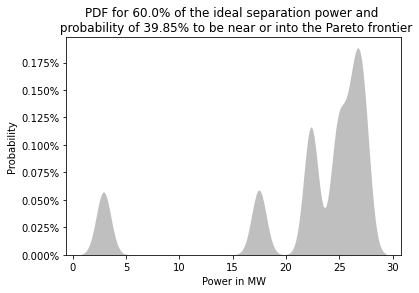 PDF for 60.0% of the ideal separation power and
probability of 39.85% to be near or into the Pareto frontier
0.175%
0.150%
0.125%
0.100%
0.075%
0.050%
0.025%
0.000%
Probability
0 5 10 15 20 25 30
Power in MW